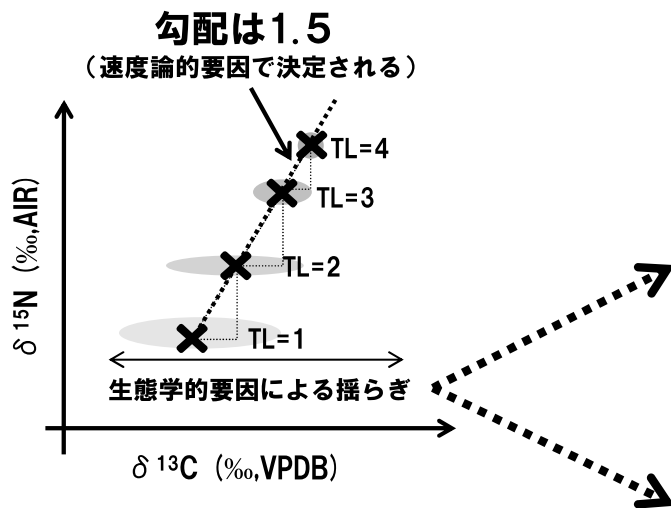 勾配は1.5
（速度論的要因で決定される）
TL=4
TL=3
TL=2
TL=1
生態学的要因による揺らぎ
δ ¹⁵N (‰,AIR)
δ ¹³C (‰,VPDB)